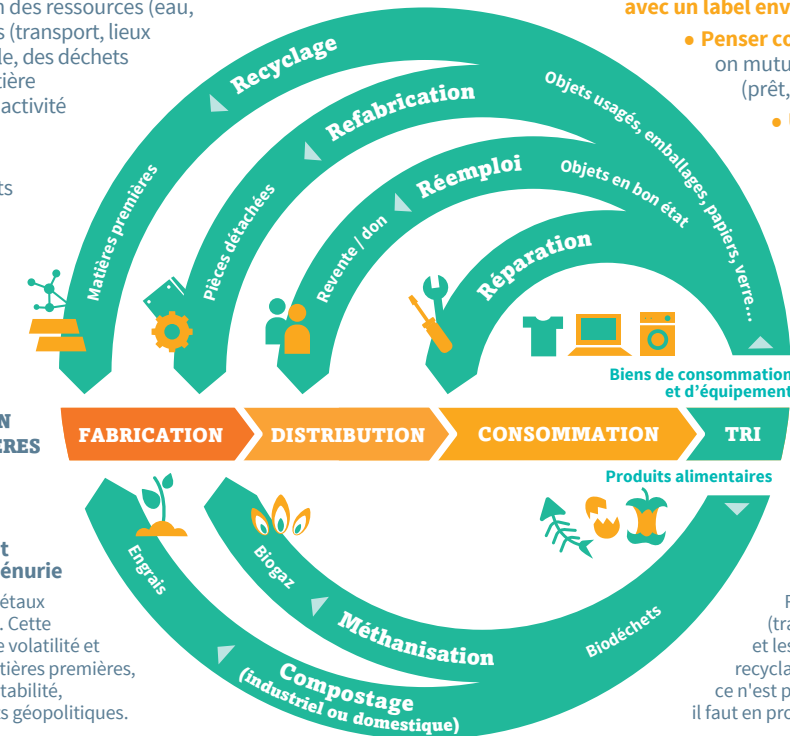 n des ressources (eau,
s (transport, lieux
le, des déchets
tière
activité
ts
avec un label env
• Penser co
on mutu
(prêt,
•
Recyclage
Refabrication
Réemploi
Réparation
Objets usagés, emballages, papiers, verre...
Objets en bon état
Matières premières
Pièces détachées
Revente / don
Biens de consommation
et d'équipement
N
ÈRES
FABRICATION
DISTRIBUTION
CONSOMMATION
TRI
Produits alimentaires
Engrais
Biogaz
Méthanisation
Biodéchets
Compostage
(industriel ou domestique)
t
énurie
étaux
. Cette
e volatilité et
tières premières,
tabilité,
ts géopolitiques.
(tra
et les
recycla
ce n'est p
il faut en pro